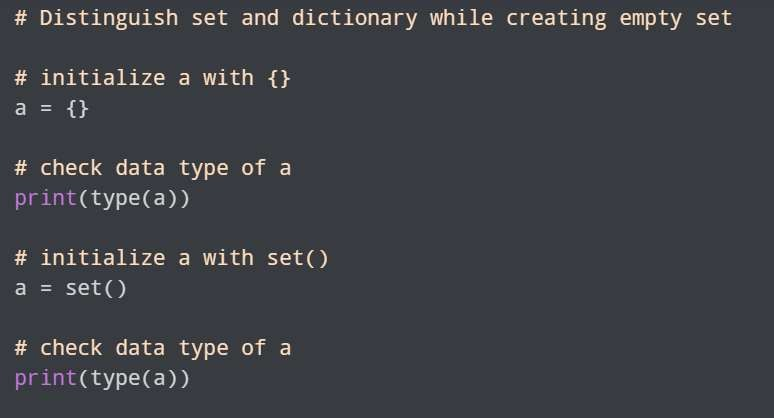 # Distinguish set and dictionary while creating empty set
# initialize a with {}
a = {}
# check data type of a
print(type(a))
# initialize a with set()
a = set()
# check data type of a
print(type(a))